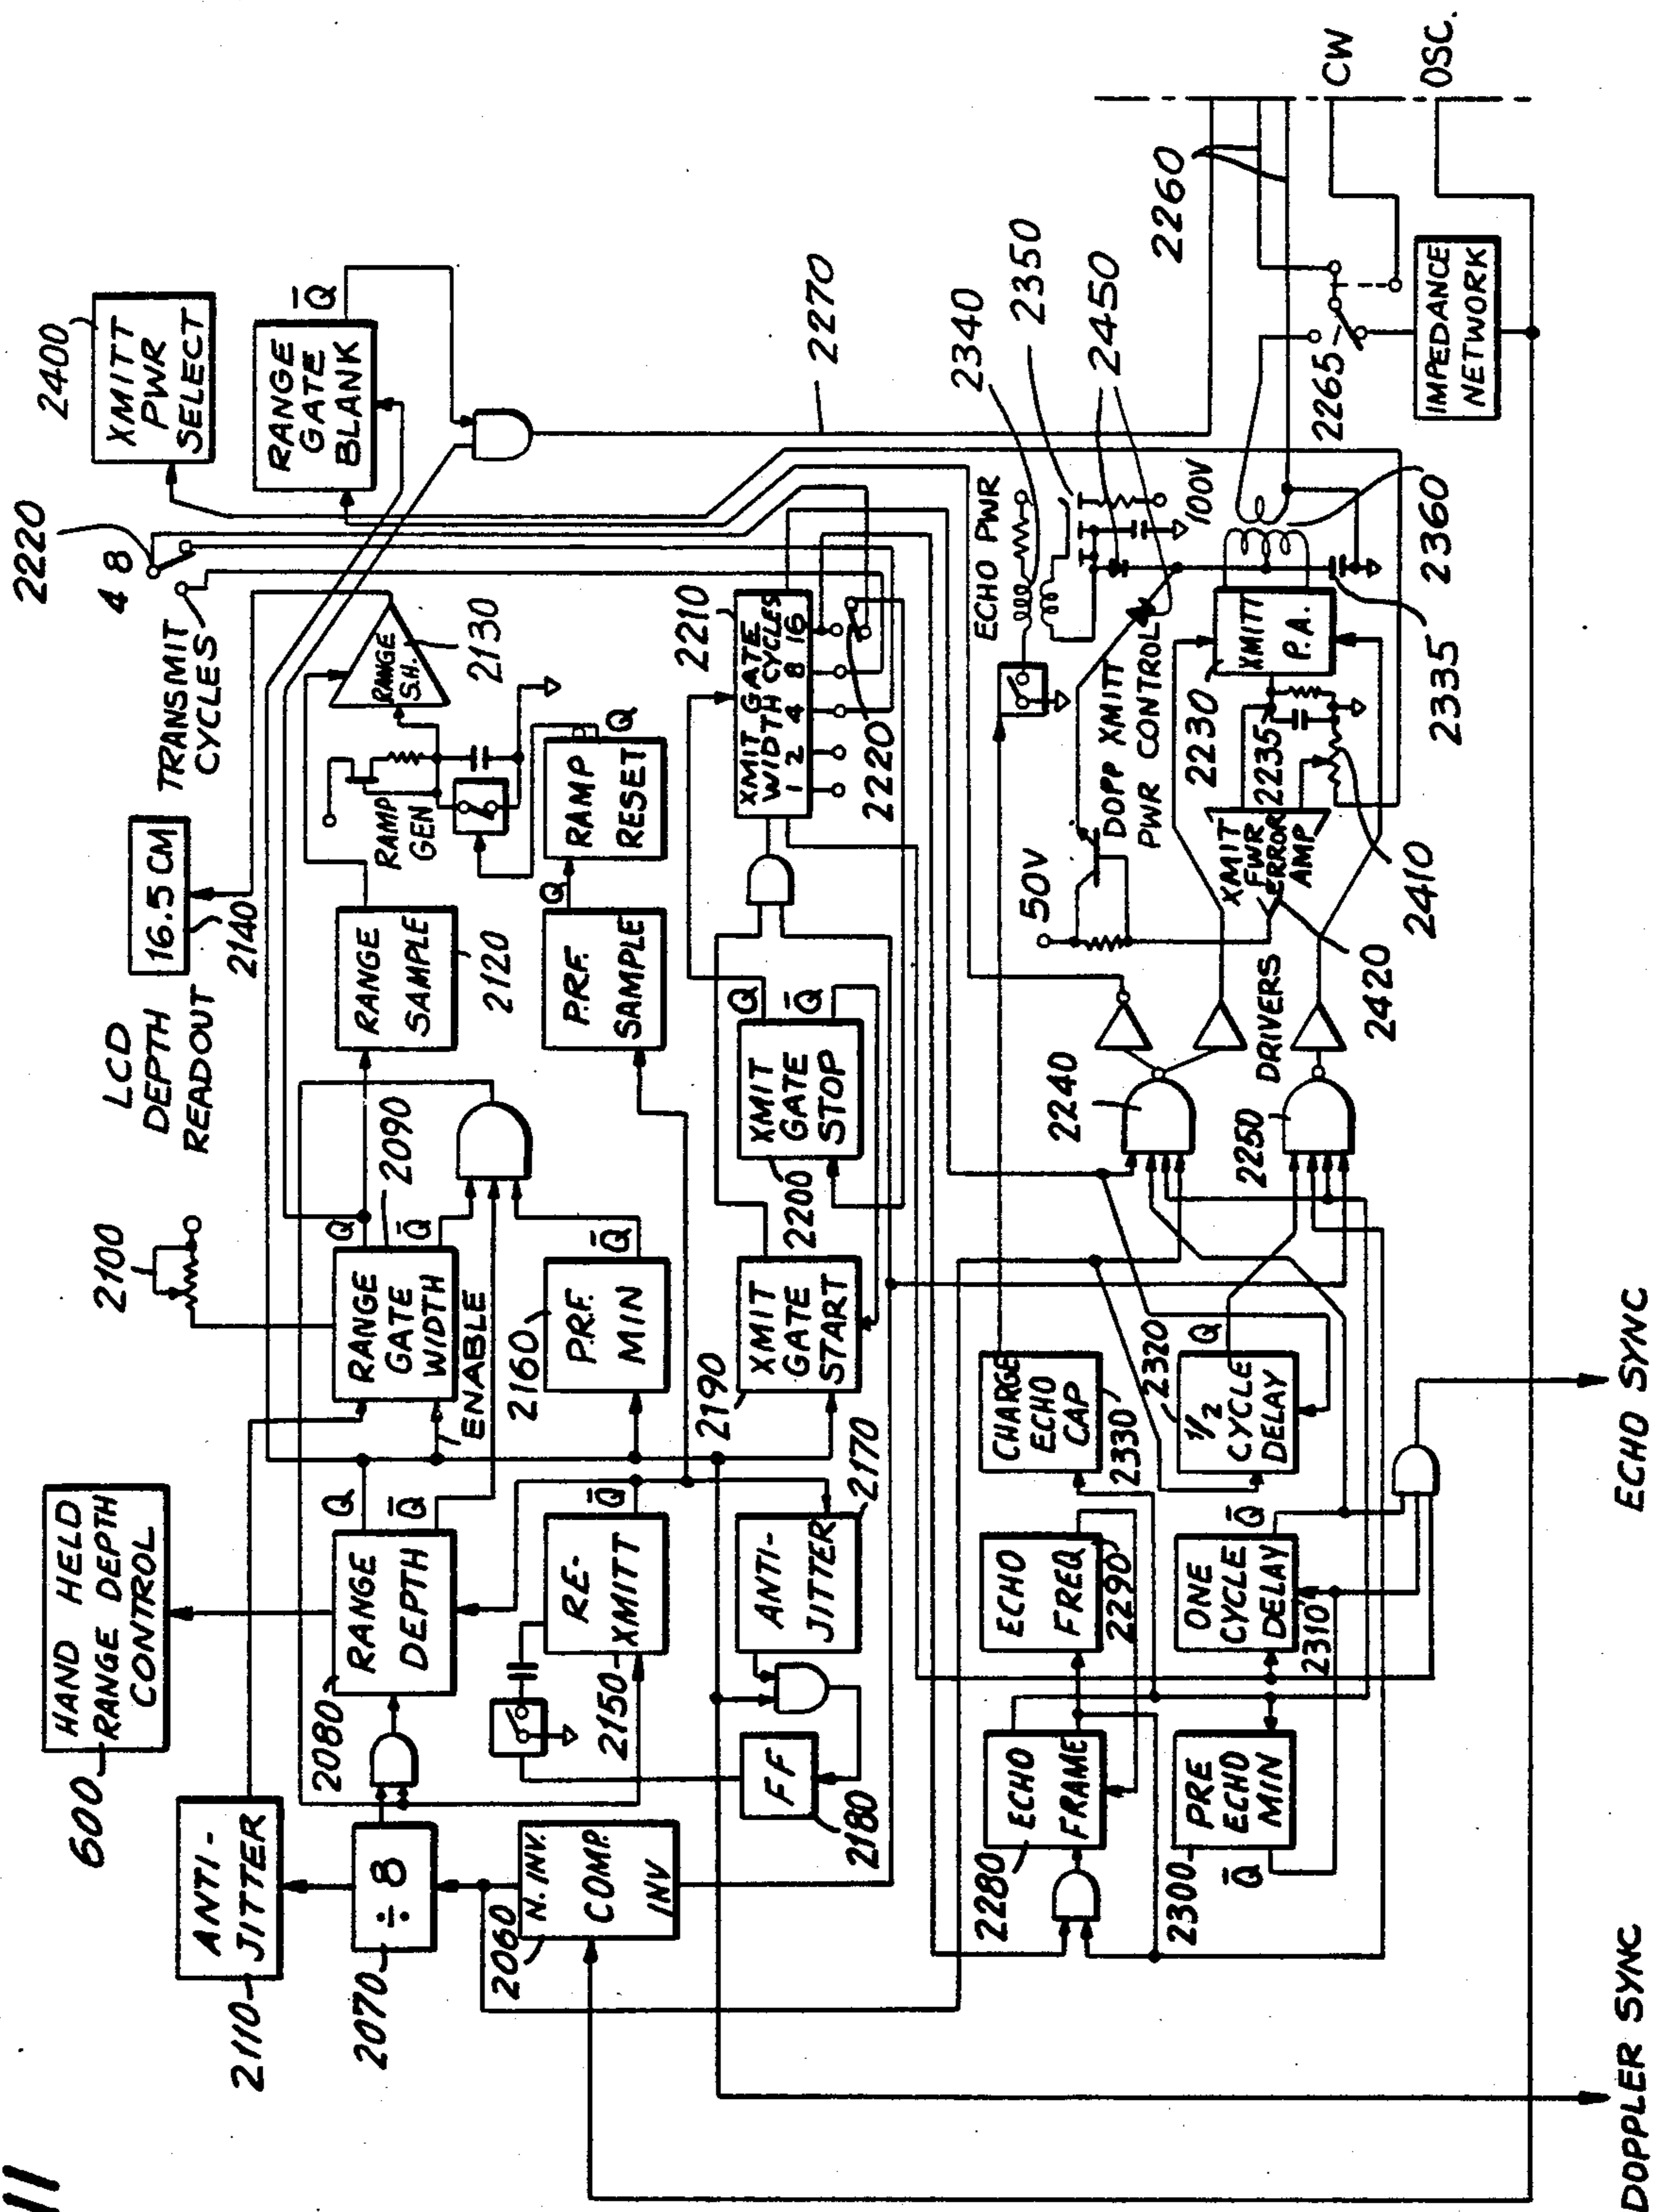 11
2400
XMITT
PWR
SELECT
RANGE
GATE
BLANK
Q̄
2220
4 8
TRANSMIT
CYCLES
LCD
DEPTH
READOUT
16.5 CM
2140
2100
HAND HELD
RANGE DEPTH
CONTROL
600
ANTI-
JITTER
2110
÷ 8
2070
2080
RANGE
DEPTH
Q
Q̄
RANGE
GATE
WIDTH
Q
Q̄
2090
ENABLE
RANGE
SAMPLE
2120
RANGE
S.H.
2130
RAMP
GEN
RAMP
RESET
Q
P.R.F.
SAMPLE
Q
2160
P.R.F.
MIN
Q̄
RE-
XMITT
Q̄
2150
2060
N. INV.
COMP.
INV
FF
2180
ANTI-
JITTER
2170
2190
XMIT
GATE
START
2200
XMIT
GATE
STOP
Q
Q̄
2210
XMIT GATE
WIDTH CYCLES
1 2 4 8 16
2220
2270
2340
2350
2450
2260
ECHO PWR
100V
50V
DOPP XMITT
PWR CONTROL
CW
OSC.
2265
IMPEDANCE
NETWORK
2230
XMITT
P.A.
2235
2335
2360
XMIT
PWR
ERROR
AMP
2410
2420
DRIVERS
2240
2250
CHARGE
ECHO
CAP
2330
2320
1/2
CYCLE
DELAY
Q
ECHO
FREQ
2290
ONE
CYCLE
DELAY
Q̄
2310
2280
ECHO
FRAME
2300
PRE
ECHO
MIN
Q̄
ECHO SYNC
DOPPLER SYNC